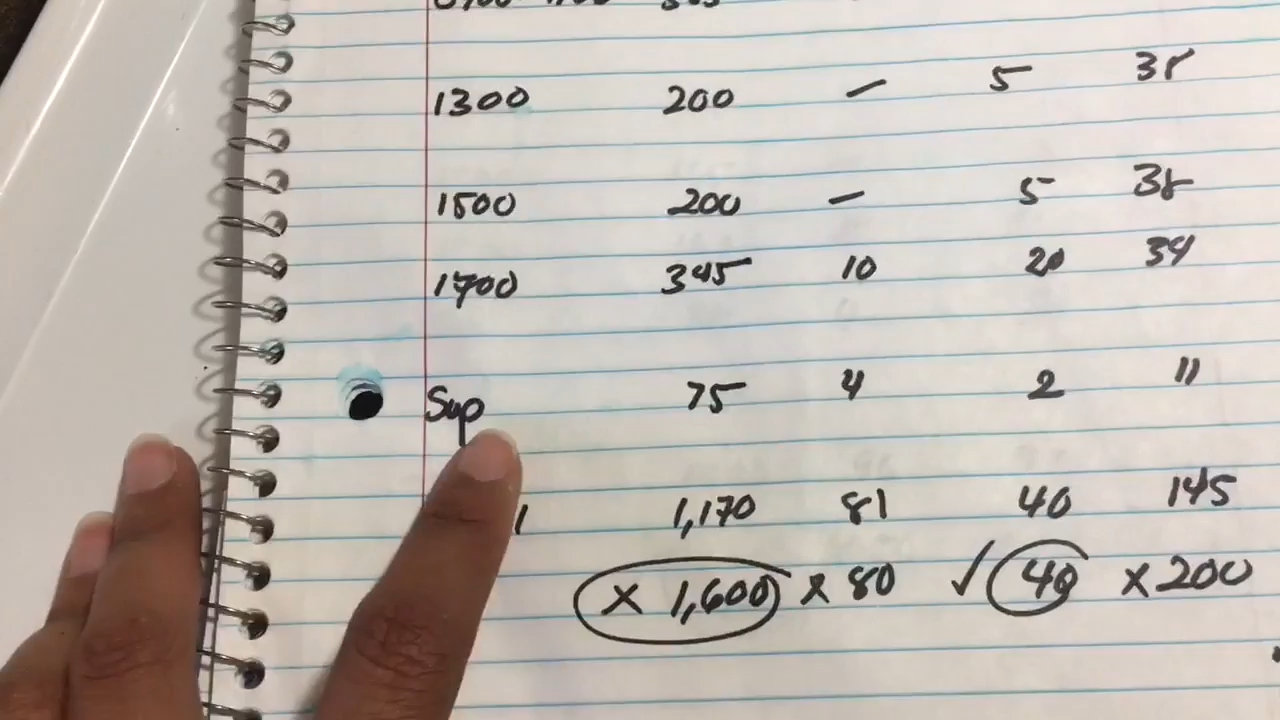 1300 200 — 5 38
1500 200 — 5 38
1700 345 10 20 34
Sup 75 4 2 11
1,170 81 40 145
x 1,600 x 80 ✓ 40 x 200